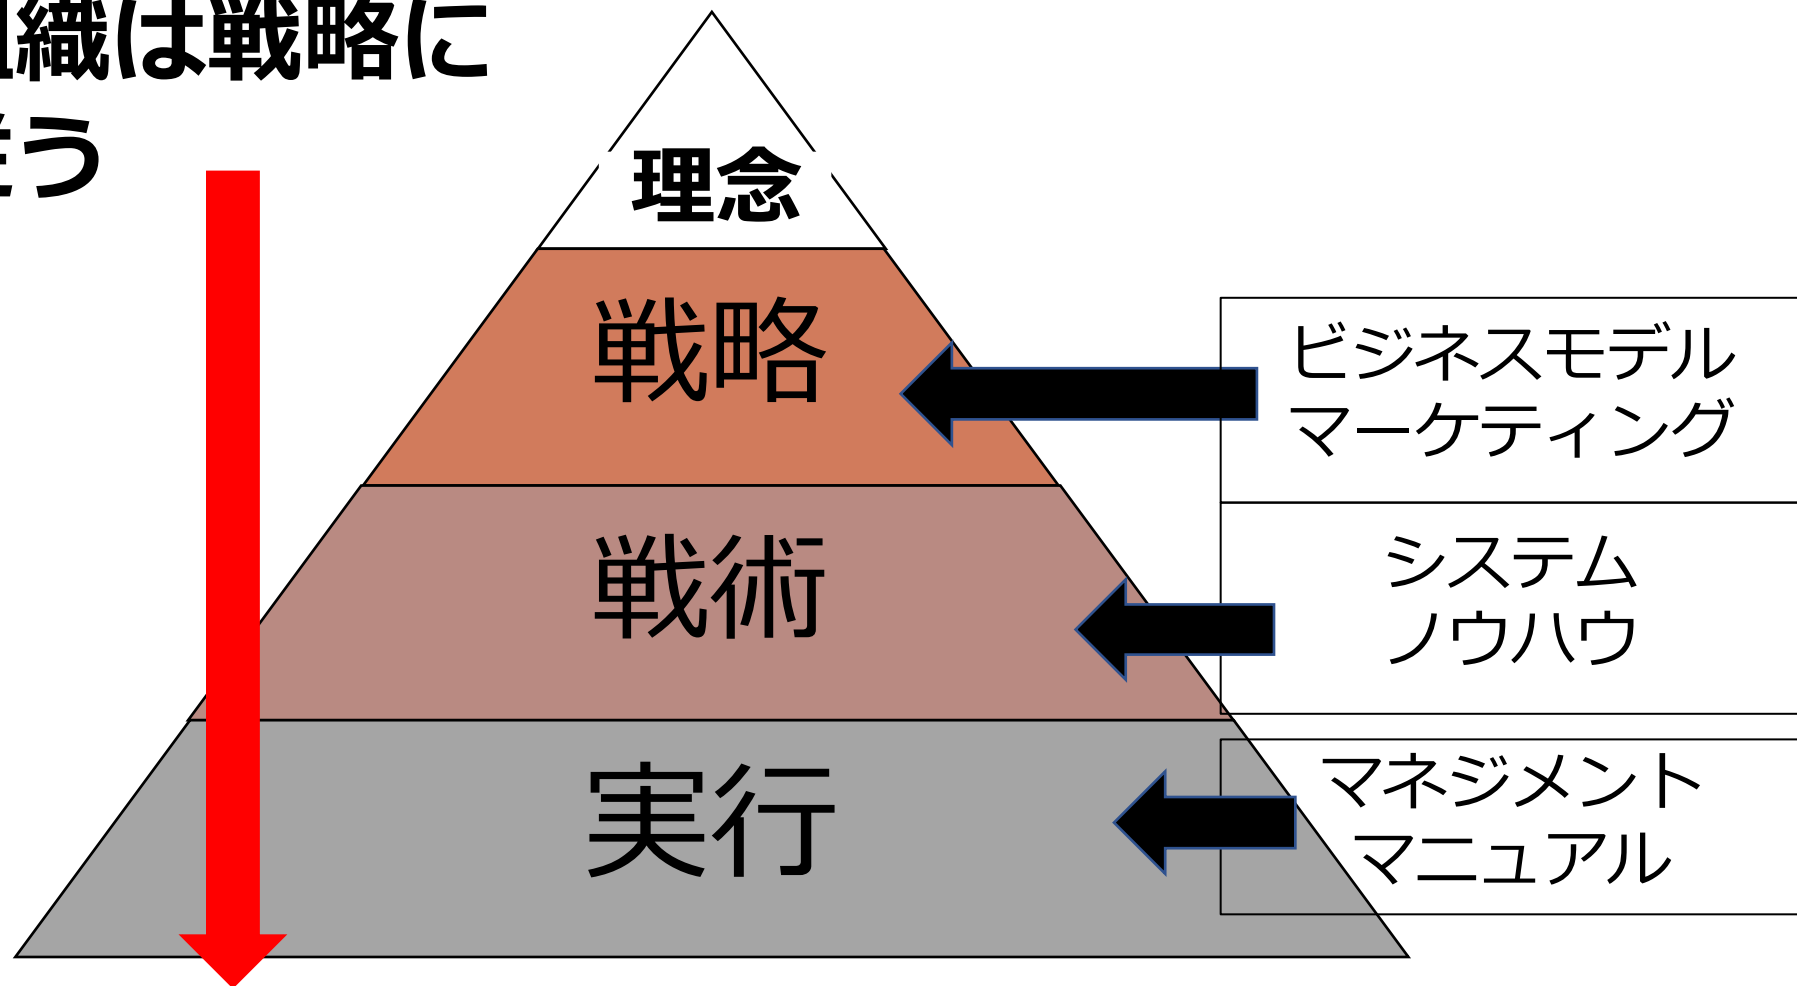 組織は戦略に
従う
理念
戦略
ビジネスモデル
マーケティング
戦術
システム
ノウハウ
実行
マネジメント
マニュアル